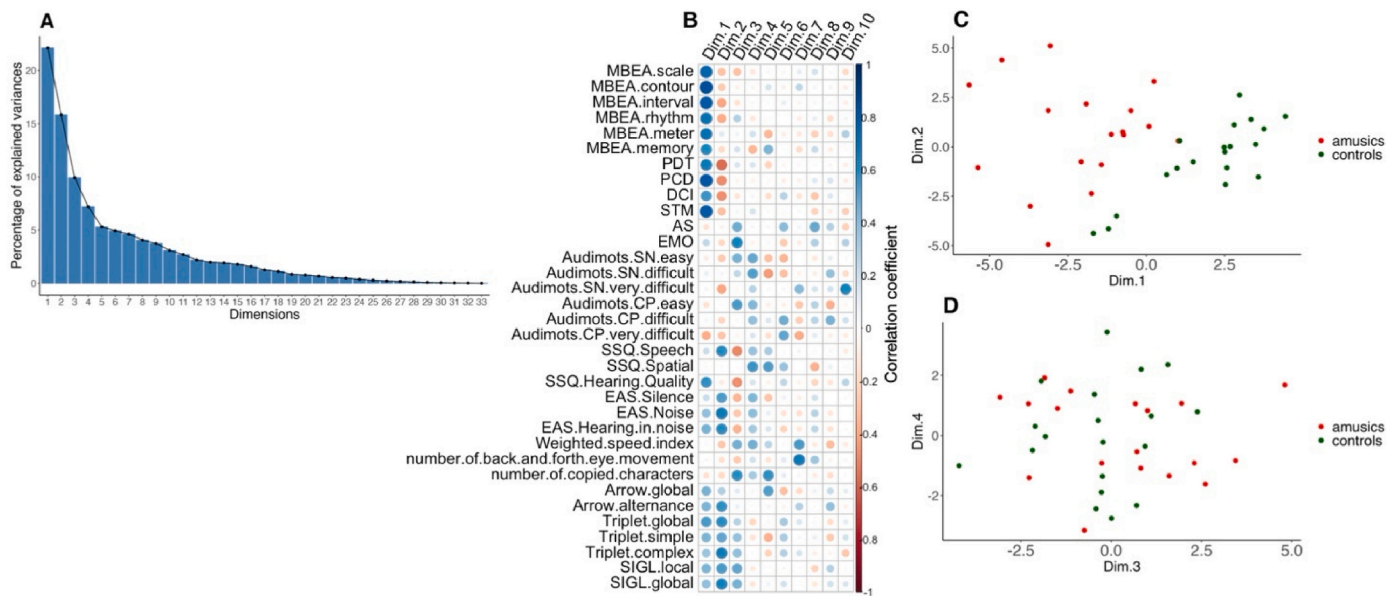 A
Percentage of explained variances
20
15
10
5
0
1 2 3 4 5 6 7 8 9 10 11 12 13 14 15 16 17 18 19 20 21 22 23 24 25 26 27 28 29 30 31 32 33
Dimensions
B
Dim.1 Dim.2 Dim.3 Dim.4 Dim.5 Dim.6 Dim.7 Dim.8 Dim.9 Dim.10
MBEA.scale
MBEA.contour
MBEA.interval
MBEA.rhythm
MBEA.meter
MBEA.memory
PDT
PCD
DCI
STM
AS
EMO
Audimots.SN.easy
Audimots.SN.difficult
Audimots.SN.very.difficult
Audimots.CP.easy
Audimots.CP.difficult
Audimots.CP.very.difficult
SSQ.Speech
SSQ.Spatial
SSQ.Hearing.Quality
EAS.Silence
EAS.Noise
EAS.Hearing.in.noise
Weighted.speed.index
number.of.back.and.forth.eye.movement
number.of.copied.characters
Arrow.global
Arrow.alternance
Triplet.global
Triplet.simple
Triplet.complex
SIGL.local
SIGL.global
1
0.8
0.6
0.4
0.2
0
-0.2
-0.4
-0.6
-0.8
-1
Correlation coefficient
C
Dim.2
5.0
2.5
0.0
-2.5
-5.0
-5.0 -2.5 0.0 2.5
Dim.1
amusics
controls
D
Dim.4
2
0
-2
-2.5 0.0 2.5 5.0
Dim.3
amusics
controls